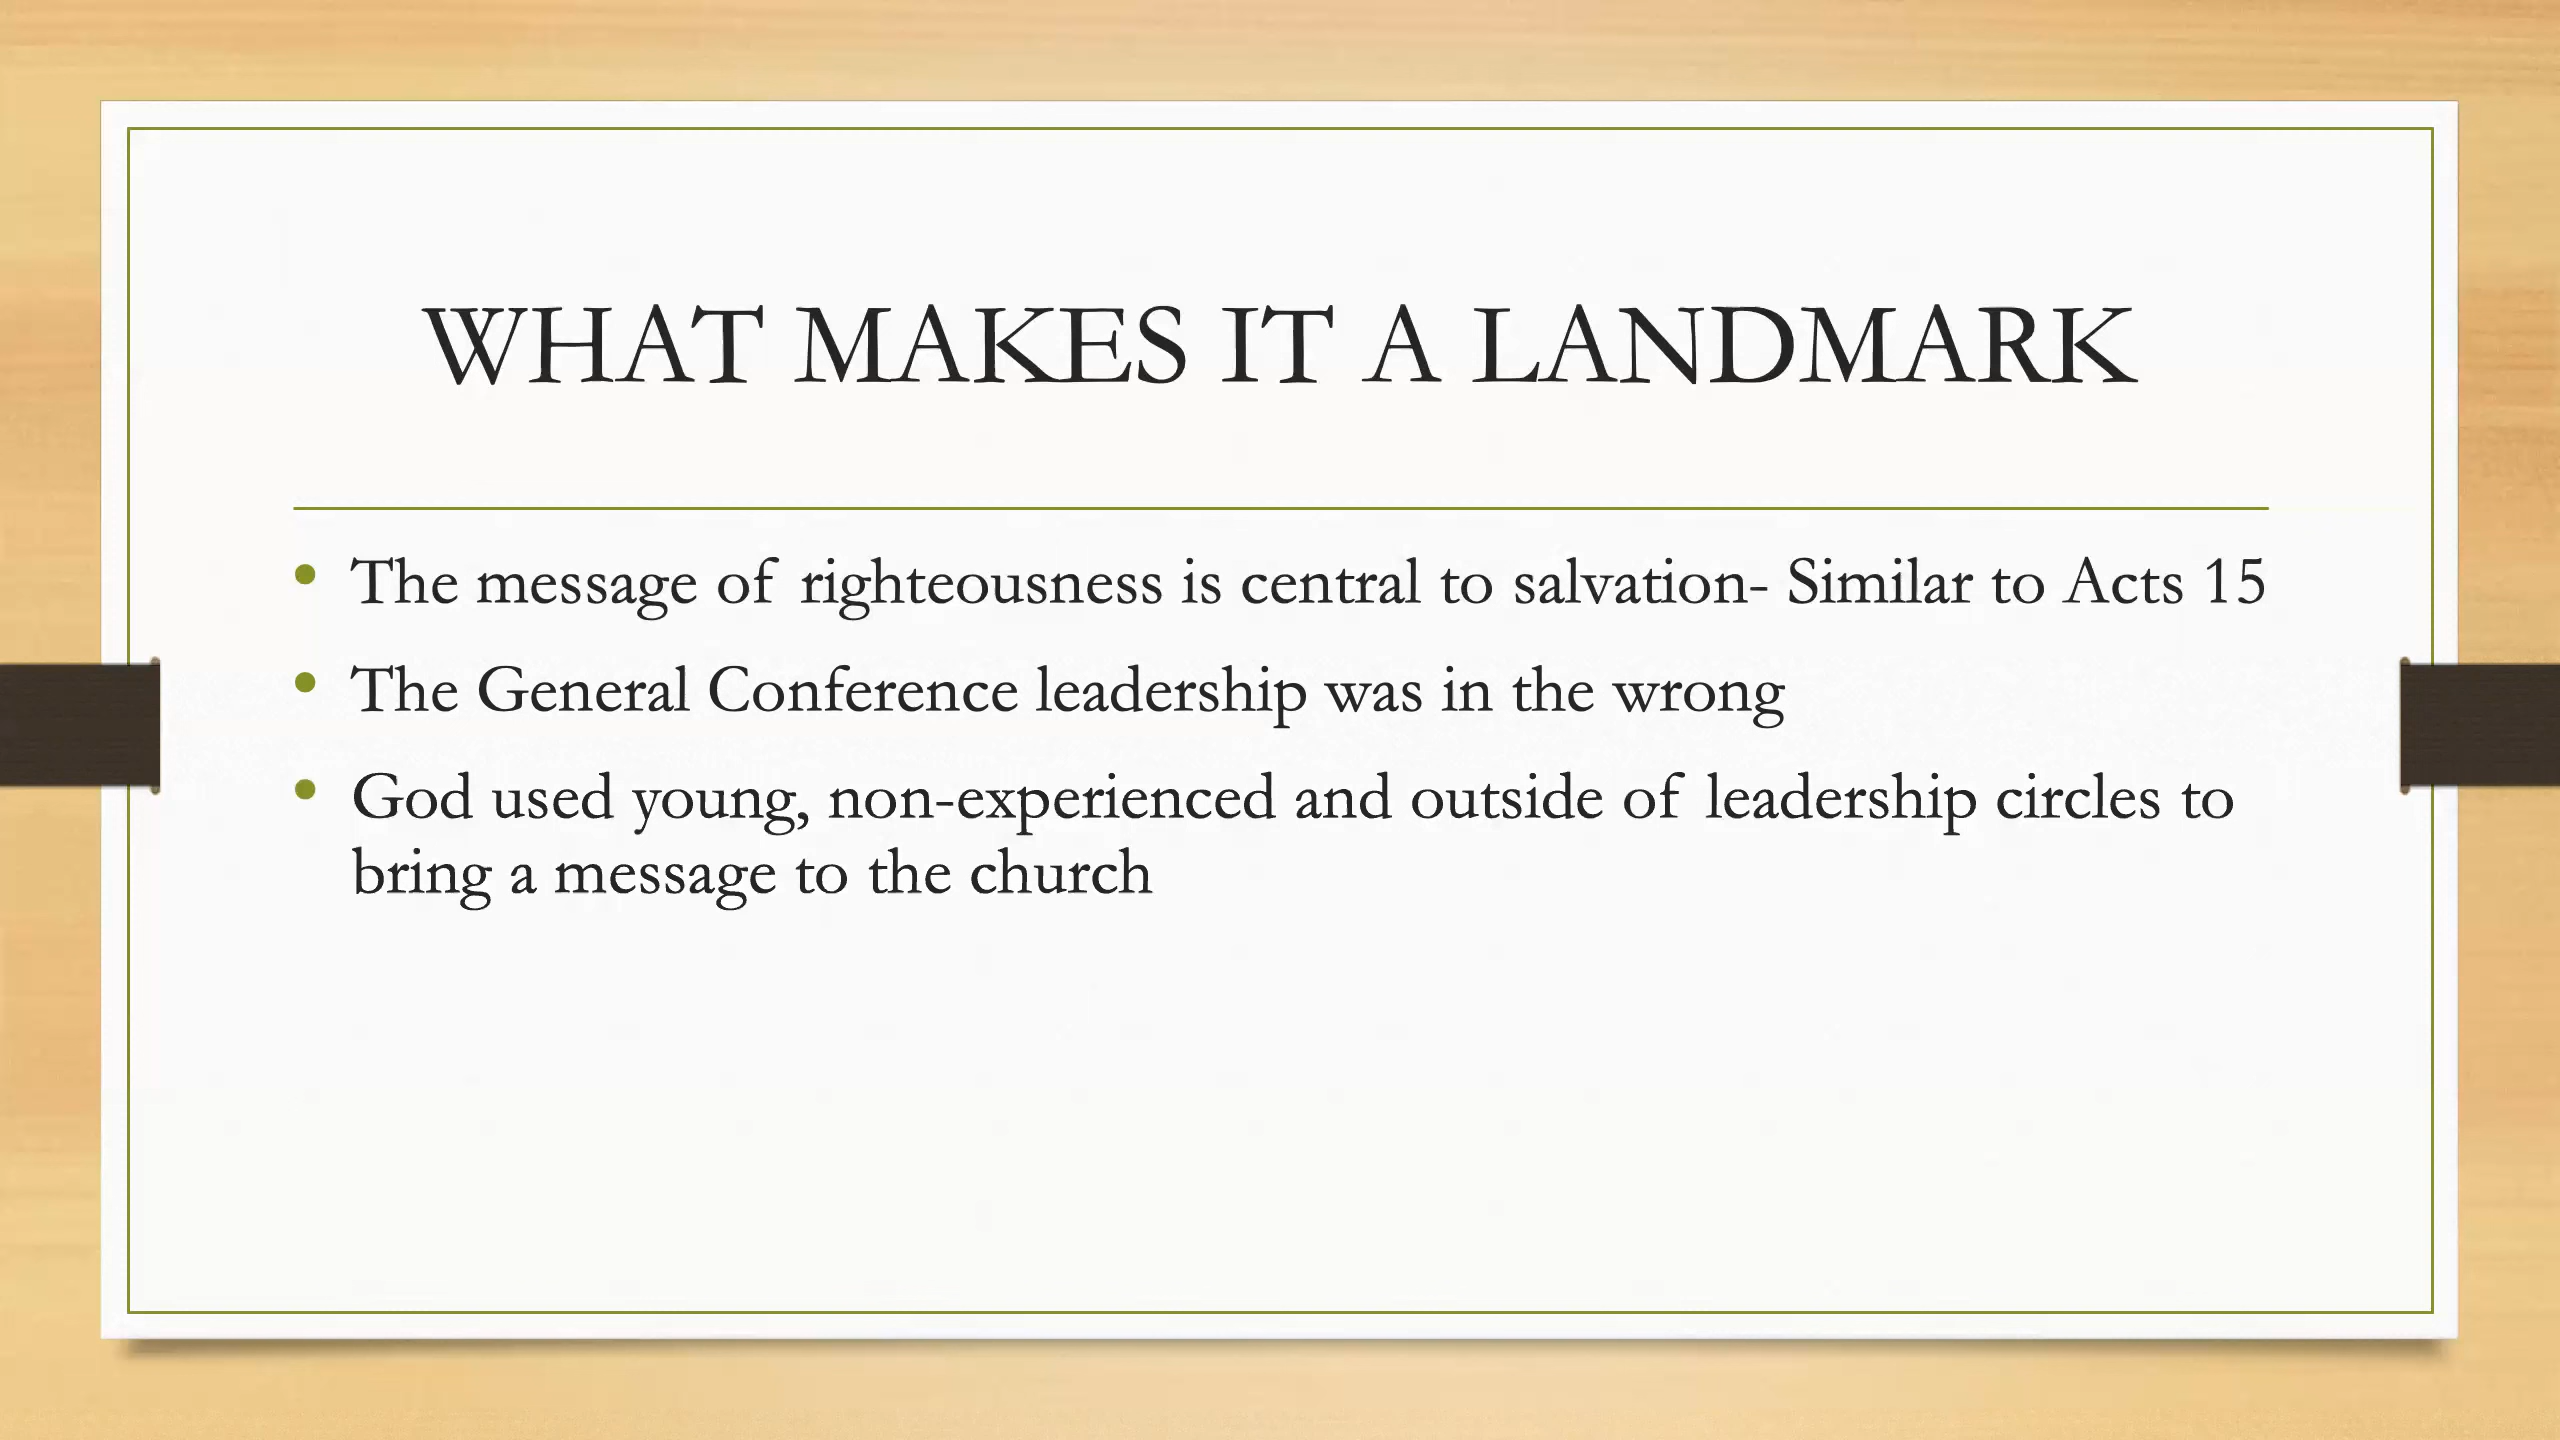 WHAT MAKES IT A LANDMARK
• The message of righteousness is central to salvation- Similar to Acts 15
• The General Conference leadership was in the wrong
• God used young, non-experienced and outside of leadership circles to
bring a message to the church